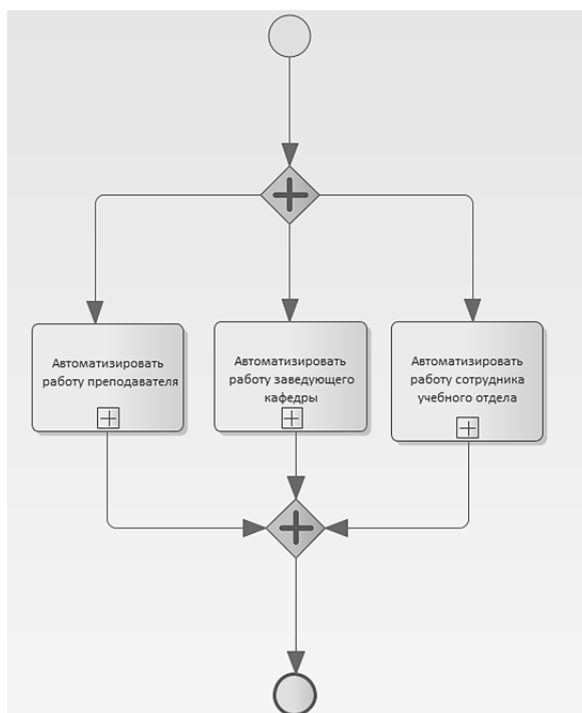 Автоматизировать
работу преподавателя
Автоматизировать
работу заведующего
кафедры
Автоматизировать
работу сотрудника
учебного отдела